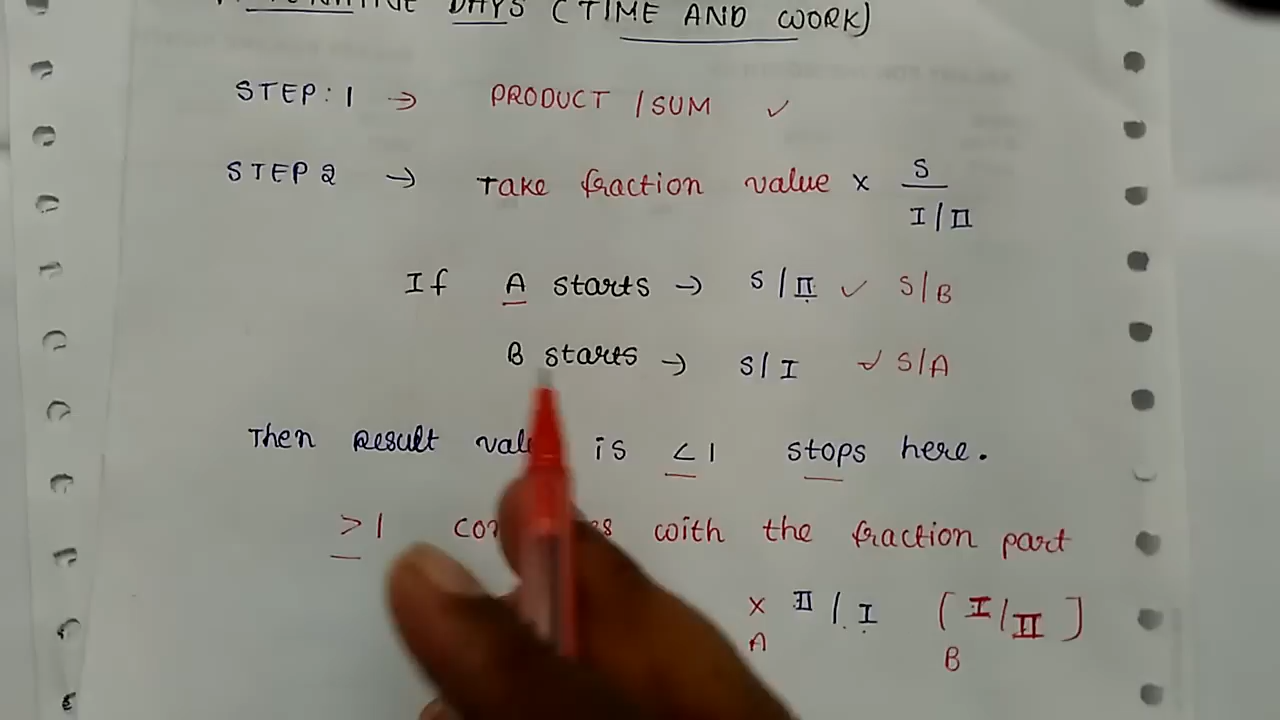 DAYS (TIME AND WORK)
STEP: 1 → PRODUCT / SUM ✓
STEP 2 → Take fraction value x S / I/II
If A starts → S/II ✓ S/B
B starts → S/I ✓ S/A
Then Result is <1 stops here.
>1 with the fraction part
x II / I (I/II)
A B